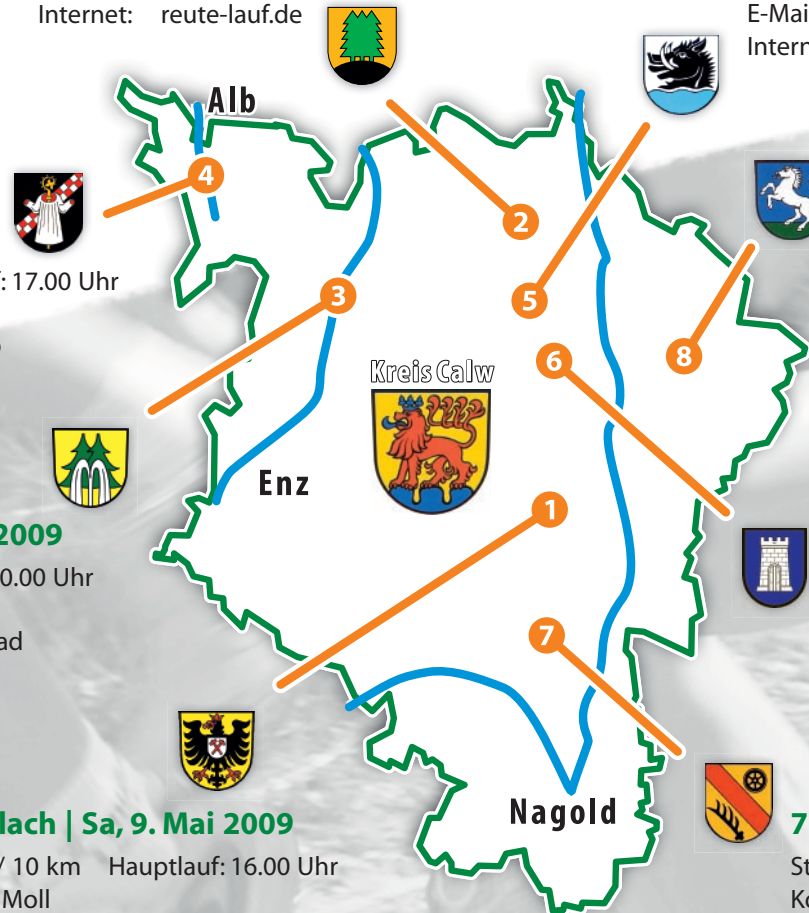 Internet: reute-lauf.de
E-Mai
Intern
Alb
4
2
: 17.00 Uhr
3
5
6
8
Kreis Calw
Enz
1
2009
0.00 Uhr
ad
7
lach | Sa, 9. Mai 2009
/ 10 km Hauptlauf: 16.00 Uhr
Moll
Nagold
7
St